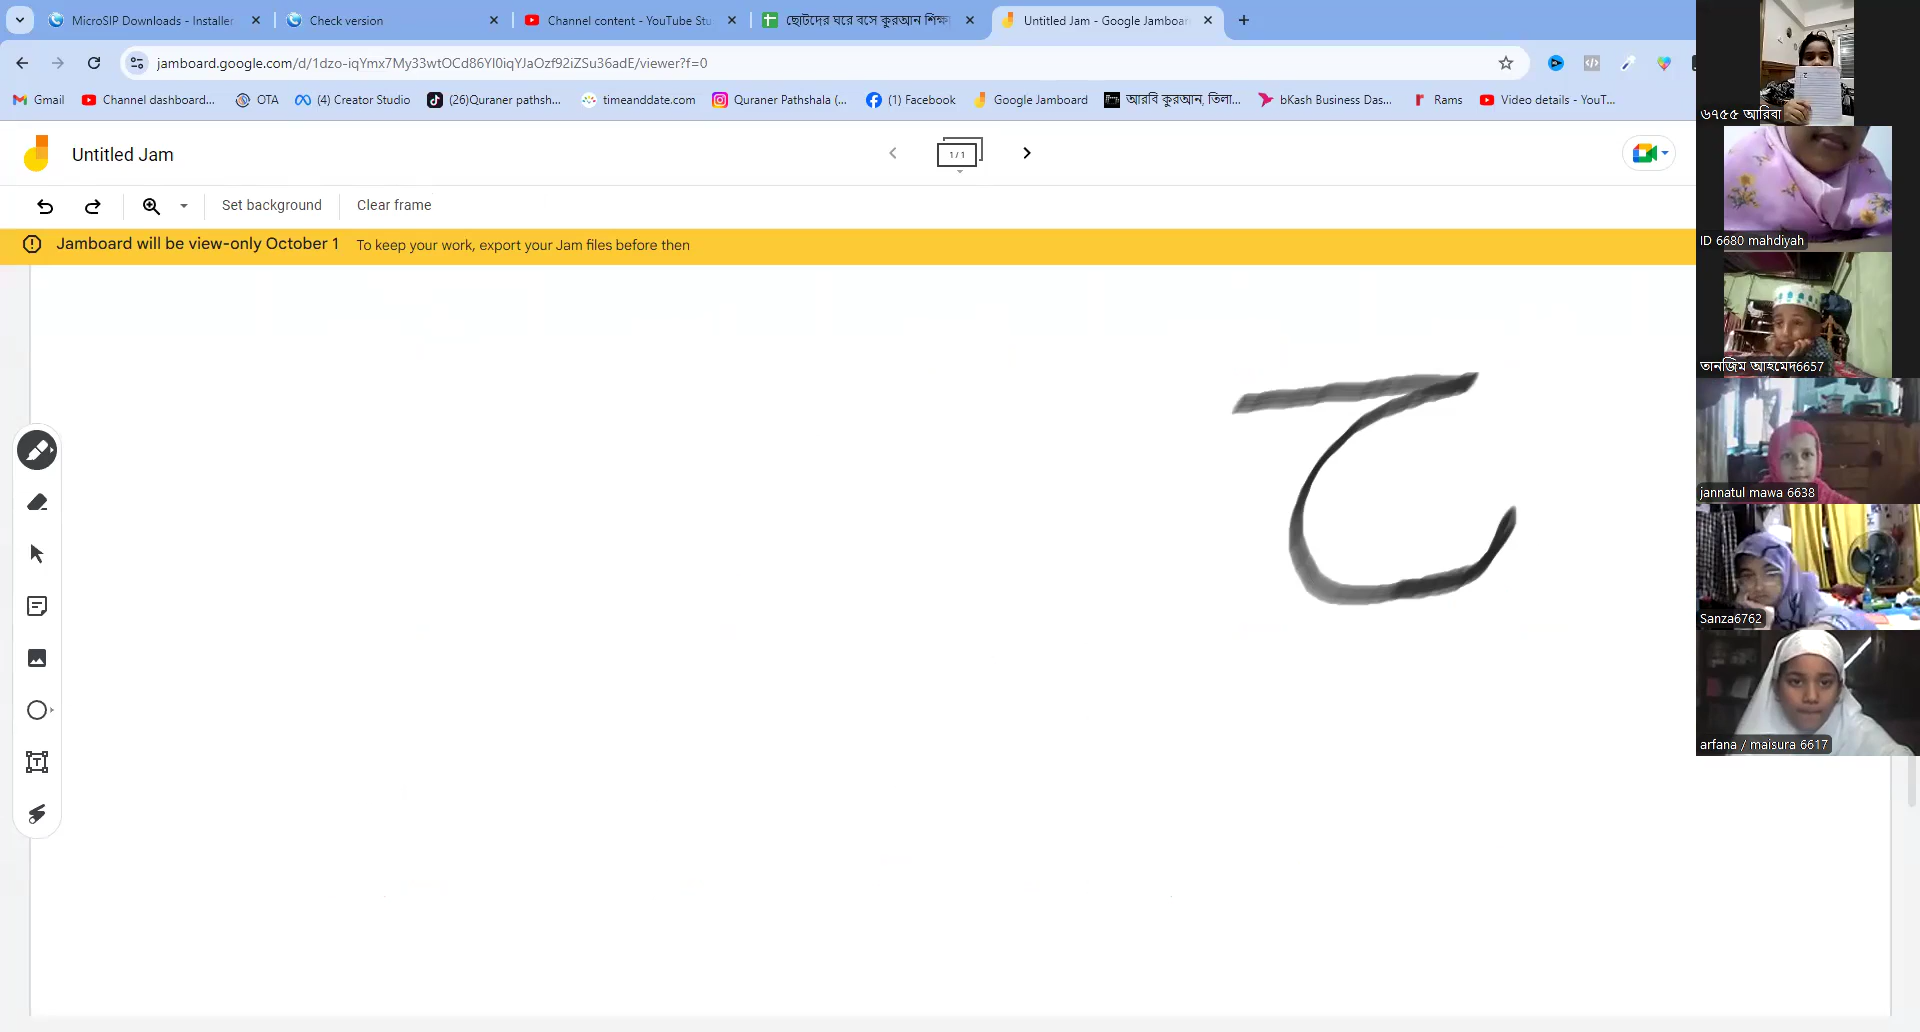 MicroSIP Downloads - Installer
Check version
Channel content - YouTube Stu
ছোটদের ঘরে বসে কুরআন শিক্ষা
Untitled Jam - Google Jamboar
jamboard.google.com/d/1dzo-iqYmx7My33wtOCd86Yl0iqYJaOzf92iZSu36adE/viewer?f=0
Gmail
Channel dashboard...
OTA
(4) Creator Studio
(26)Quraner pathsh...
timeanddate.com
Quraner Pathshala (...
(1) Facebook
Google Jamboard
আরবি কুরআন, তিলা...
bKash Business Das...
Rams
Video details - YouT...
Untitled Jam
1 / 1
Set background
Clear frame
Jamboard will be view-only October 1 To keep your work, export your Jam files before then
ح
৬৭৫৫ আরিবা
ID 6680 mahdiyah
তানজিম আহমেদ6657
jannatul mawa 6638
Sanza6762
arfana / maisura 6617